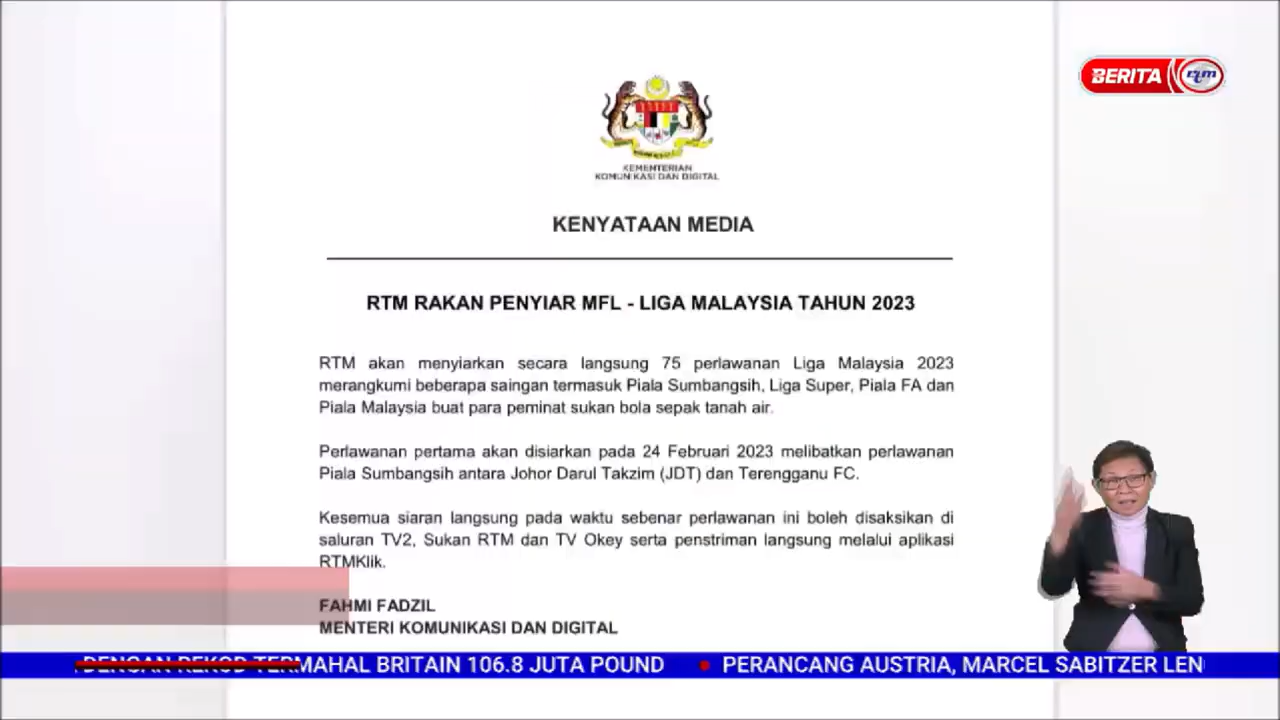 BERITA rtm
KEMENTERIAN
KOMUNIKASI DAN DIGITAL
KENYATAAN MEDIA
RTM RAKAN PENYIAR MFL - LIGA MALAYSIA TAHUN 2023
RTM akan menyiarkan secara langsung 75 perlawanan Liga Malaysia 2023
merangkumi beberapa saingan termasuk Piala Sumbangsih, Liga Super, Piala FA dan
Piala Malaysia buat para peminat sukan bola sepak tanah air.
Perlawanan pertama akan disiarkan pada 24 Februari 2023 melibatkan perlawanan
Piala Sumbangsih antara Johor Darul Takzim (JDT) dan Terengganu FC.
Kesemua siaran langsung pada waktu sebenar perlawanan ini boleh disaksikan di
saluran TV2, Sukan RTM dan TV Okey serta penstriman langsung melalui aplikasi
RTMKlik.
FAHMI FADZIL
MENTERI KOMUNIKASI DAN DIGITAL
DENGAN REKOD TERMAHAL BRITAIN 106.8 JUTA POUND • PERANCANG AUSTRIA, MARCEL SABITZER LEN